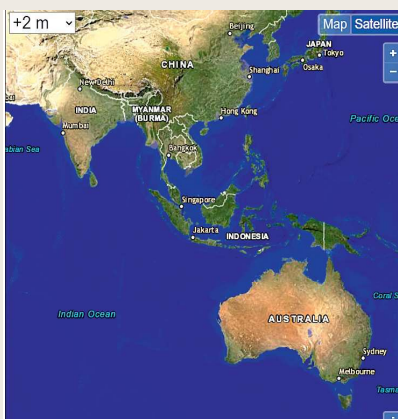 +2 m
Map Satellite
Beijing
JAPAN
Tokyo
CHINA
Osaka
Shanghai
New Delhi
INDIA
MYANMAR
(BURMA)
Hong Kong
Mumbai
Pacific Oce
abian Sea
Bangkok
Singapore
Jakarta
INDONESIA
Indian Ocean
Coral S
AUSTRALIA
Sydney
Melbourne
Tasma